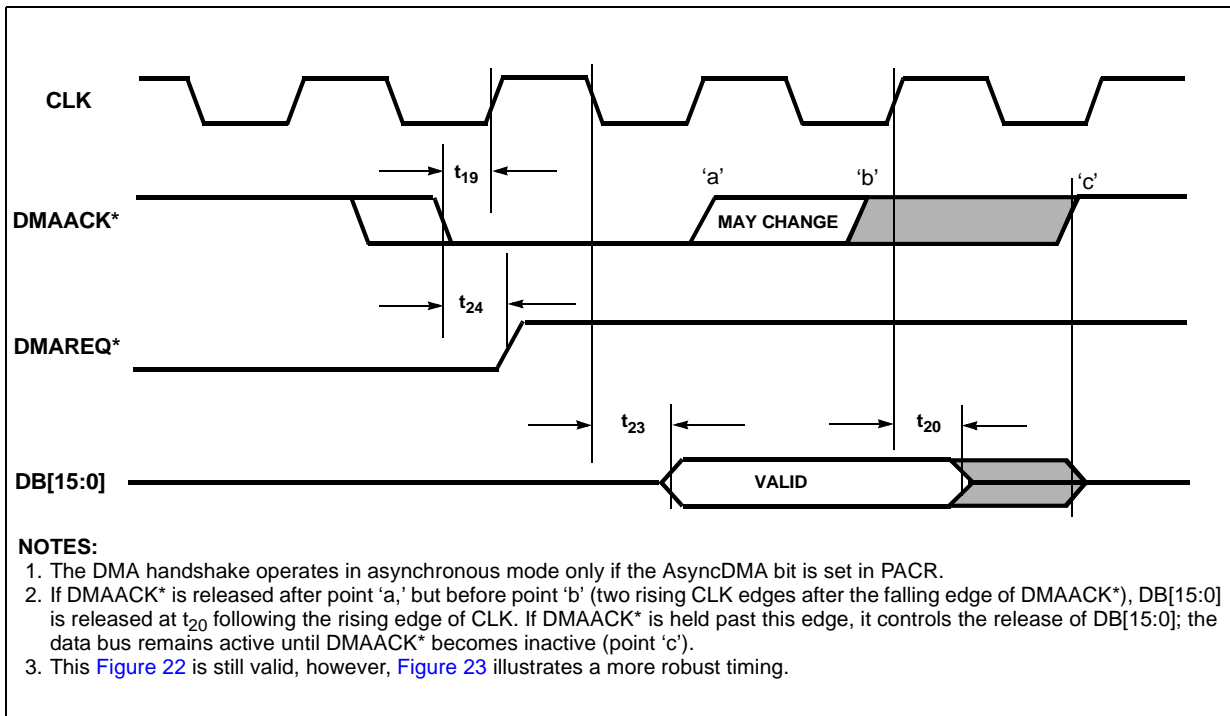 CLK
t19
'a'
'b'
'c'
DMAACK*
MAY CHANGE
t24
DMAREQ*
t23
t20
DB[15:0]
VALID
NOTES:
1. The DMA handshake operates in asynchronous mode only if the AsyncDMA bit is set in PACR.
2. If DMAACK* is released after point ‘a,’ but before point ‘b’ (two rising CLK edges after the falling edge of DMAACK*), DB[15:0]
is released at t20 following the rising edge of CLK. If DMAACK* is held past this edge, it controls the release of DB[15:0]; the
data bus remains active until DMAACK* becomes inactive (point ‘c’).
3. This Figure 22 is still valid, however, Figure 23 illustrates a more robust timing.